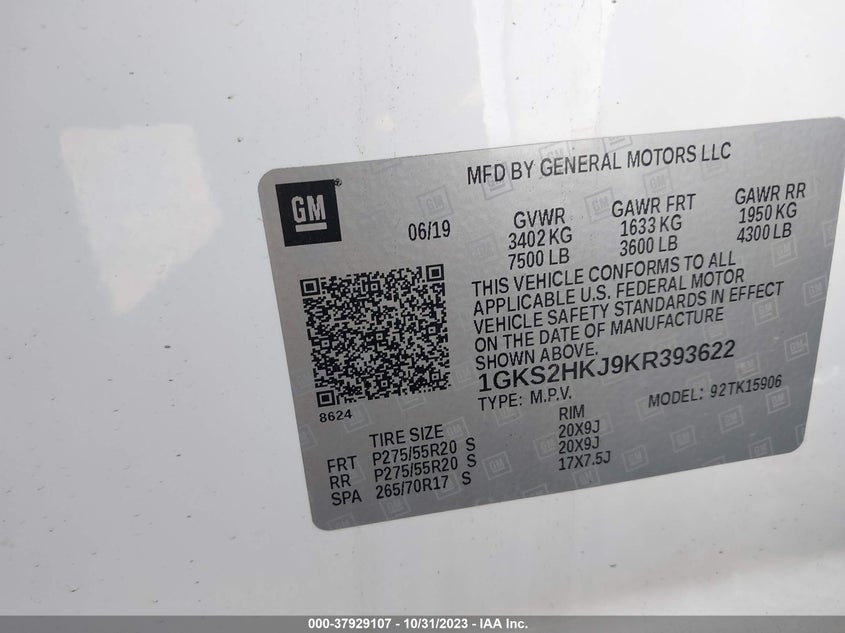 MFD BY GENERAL MOTORS LLC
GM®
06/19
GVWR
3402 KG
7500 LB
GAWR FRT
1633 KG
3600 LB
GAWR RR
1950 KG
4300 LB
THIS VEHICLE CONFORMS TO ALL
APPLICABLE U.S. FEDERAL MOTOR
VEHICLE SAFETY STANDARDS IN EFFECT
ON THE DATE OF MANUFACTURE
SHOWN ABOVE.
1GKS2HKJ9KR393622
TYPE: M.P.V.
MODEL: 92TK15906
8624
TIRE SIZE
RIM
FRT P275/55R20 S 20X9J
RR P275/55R20 S 20X9J
SPA 265/70R17 S 17X7.5J
000-37929107 - 10/31/2023 - IAA Inc.